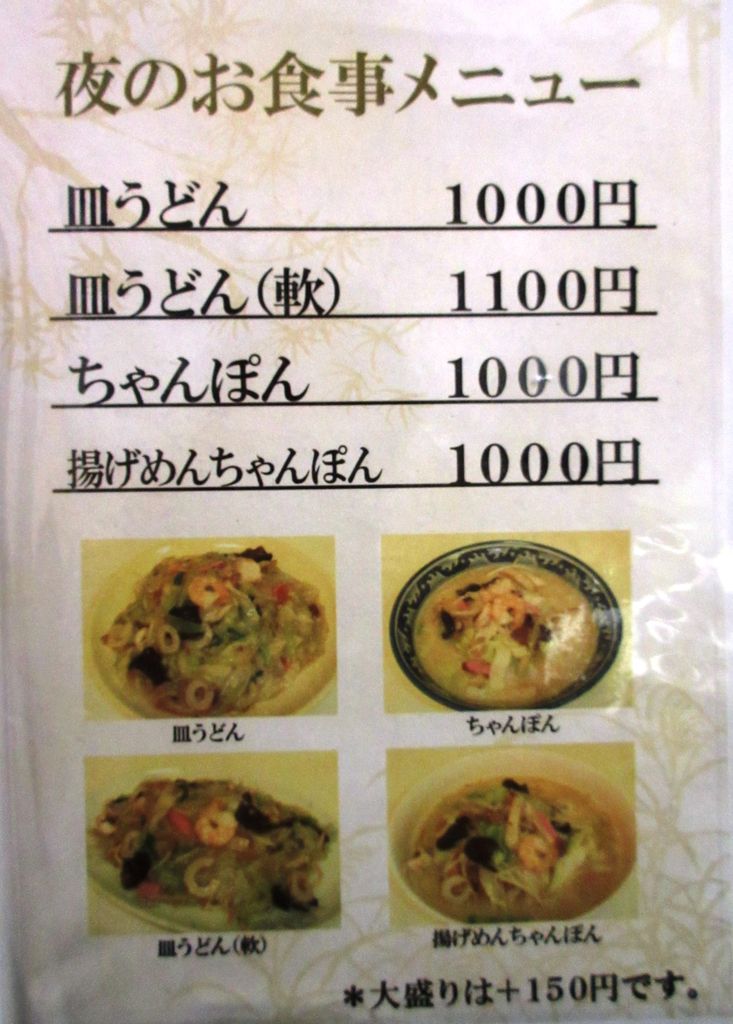 夜のお食事メニュー
皿うどん 1000円
皿うどん(軟) 1100円
ちゃんぽん 1000円
揚げめんちゃんぽん 1000円
皿うどん ちゃんぽん
皿うどん(軟) 揚げめんちゃんぽん
*大盛りは+150円です。